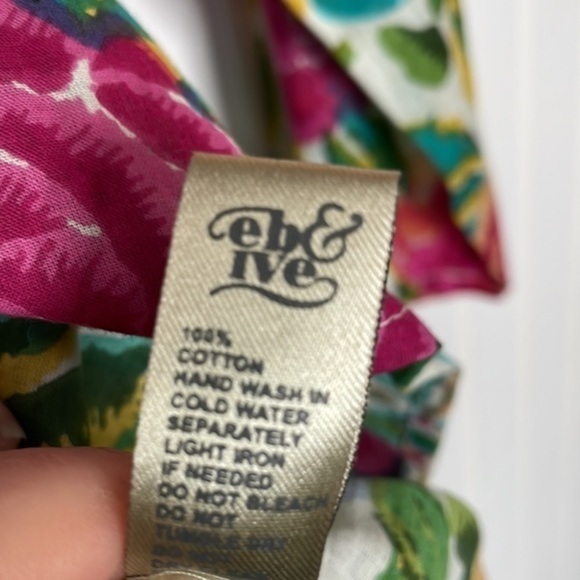 eb&
ive
100%
COTTON
HAND WASH IN
COLD WATER
SEPARATELY
LIGHT IRON
IF NEEDED
DO NOT BLEACH
DO NOT
TUMBLE DRY